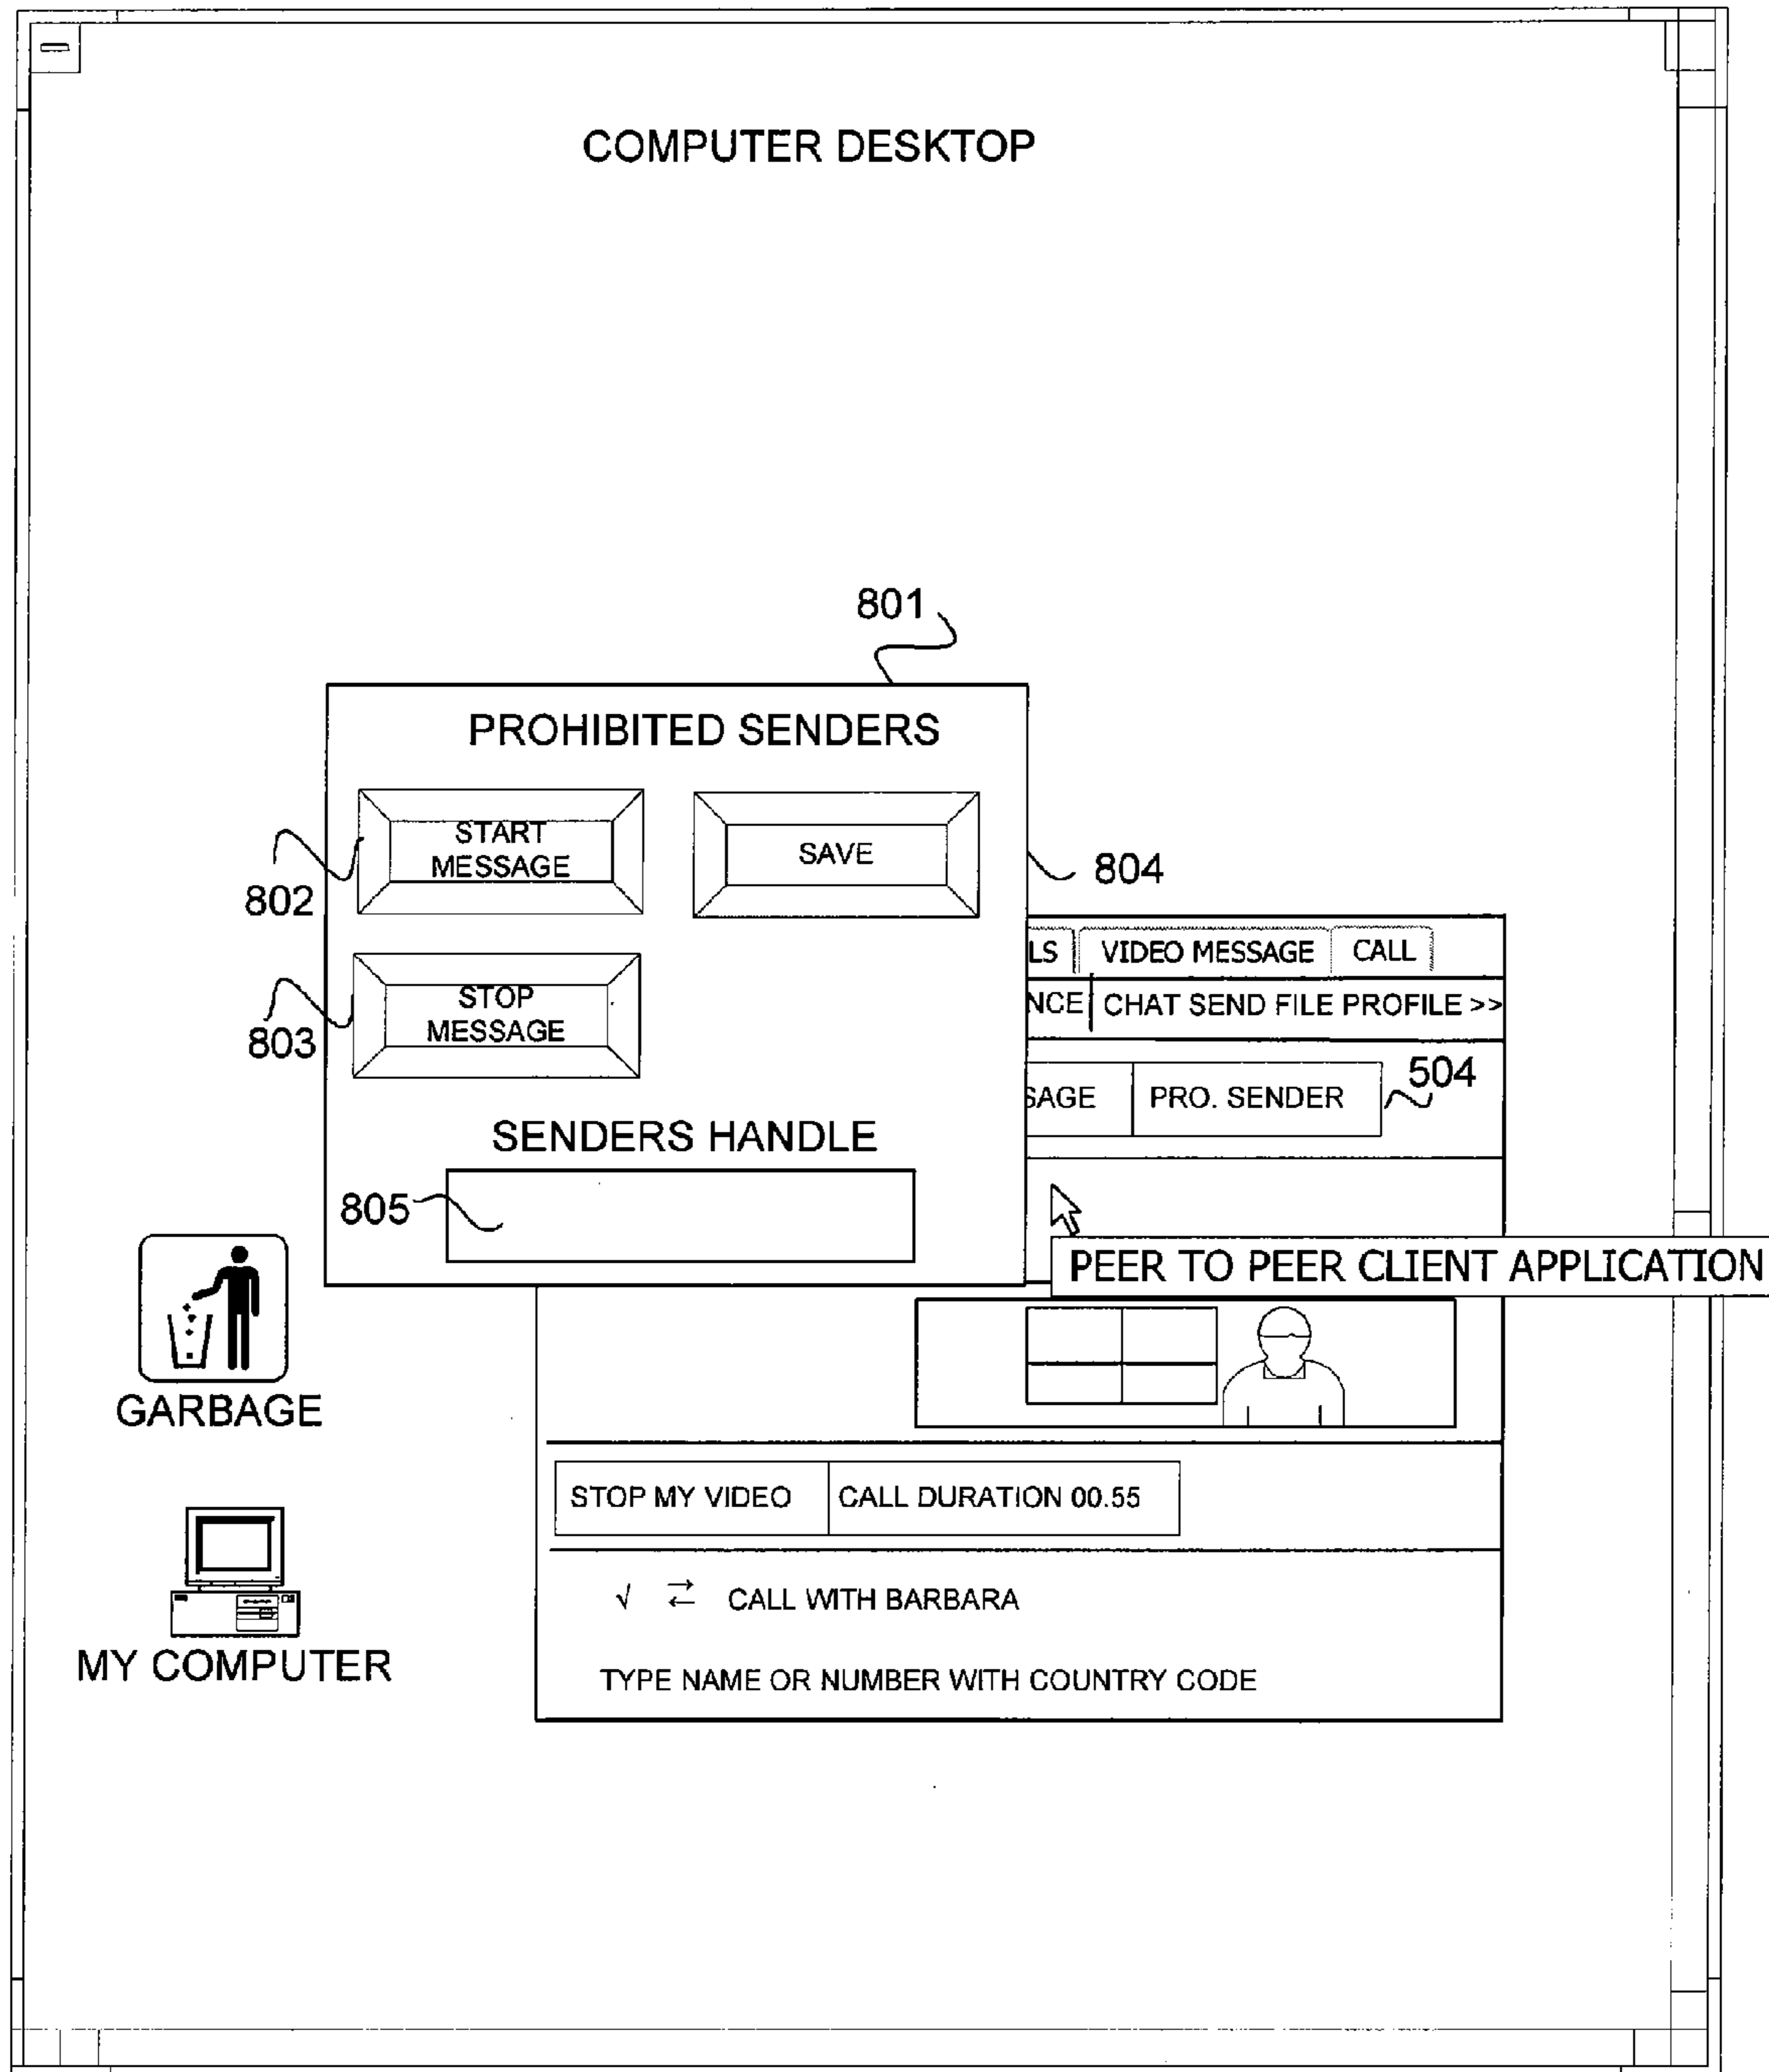 COMPUTER DESKTOP
801
PROHIBITED SENDERS
START
MESSAGE
SAVE
802
804
STOP
MESSAGE
803
LS VIDEO MESSAGE CALL
NCE CHAT SEND FILE PROFILE >>
SAGE PRO. SENDER
504
SENDERS HANDLE
805
PEER TO PEER CLIENT APPLICATION
GARBAGE
STOP MY VIDEO CALL DURATION 00.55
√ ⇄ CALL WITH BARBARA
MY COMPUTER
TYPE NAME OR NUMBER WITH COUNTRY CODE